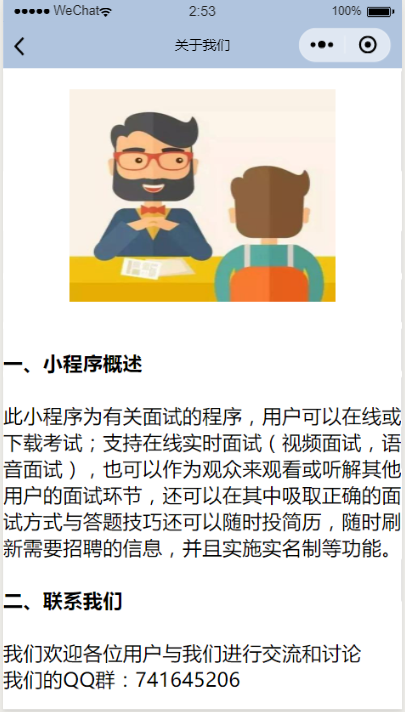 ●●●●● WeChat 2:53 100%
关于我们
一、小程序概述
此小程序为有关面试的程序，用户可以在线或
下载考试；支持在线实时面试（视频面试，语
音面试），也可以作为观众来观看或听解其他
用户的面试环节，还可以在其中吸取正确的面
试方式与答题技巧还可以随时投简历，随时刷
新需要招聘的信息，并且实施实名制等功能。
二、联系我们
我们欢迎各位用户与我们进行交流和讨论
我们的QQ群：741645206